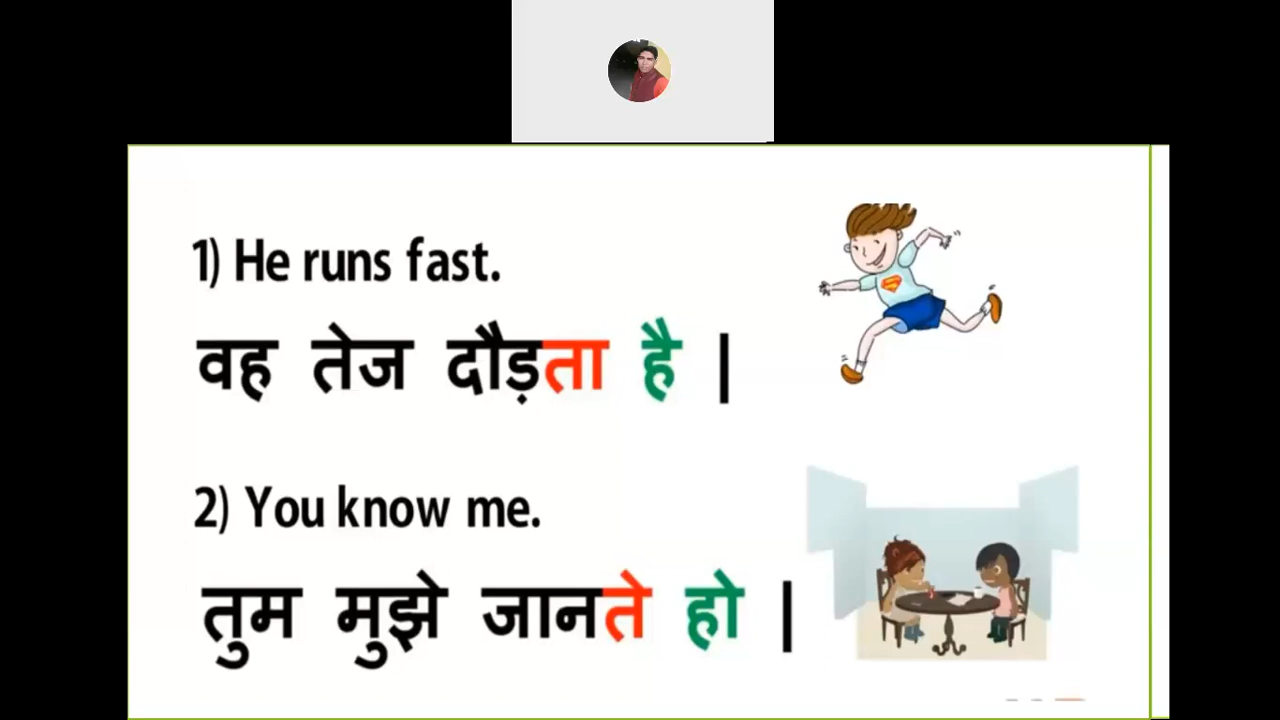 1) He runs fast.
वह तेज दौड़ता है |
2) You know me.
तुम मुझे जानते हो |